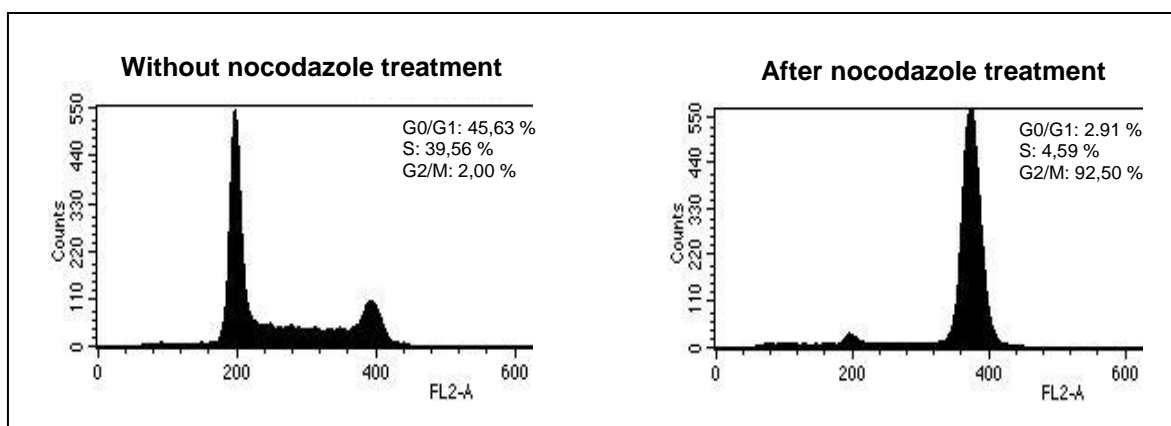 Without nocodazole treatment
550
440
330
220
110
0
Counts
G0/G1: 45,63 %
S: 39,56 %
G2/M: 2,00 %
0 200 400 600
FL2-A
After nocodazole treatment
550
440
330
220
110
0
Counts
G0/G1: 2.91 %
S: 4,59 %
G2/M: 92,50 %
0 200 400 600
FL2-A